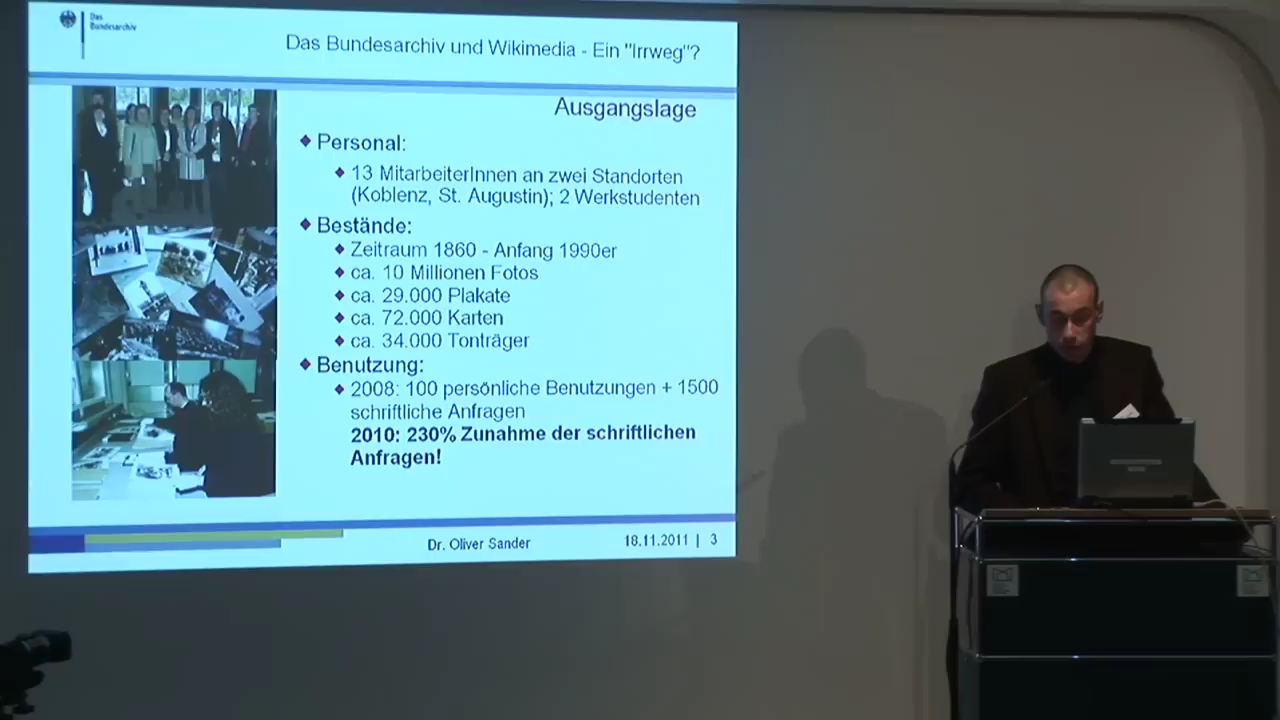 Das
Bundesarchiv
Das Bundesarchiv und Wikimedia - Ein "Irrweg"?
Ausgangslage
Personal:
13 MitarbeiterInnen an zwei Standorten
(Koblenz, St. Augustin); 2 Werkstudenten
Bestände:
Zeitraum 1860 - Anfang 1990er
ca. 10 Millionen Fotos
ca. 29.000 Plakate
ca. 72.000 Karten
ca. 34.000 Tonträger
Benutzung:
2008: 100 persönliche Benutzungen + 1500
schriftliche Anfragen
2010: 230% Zunahme der schriftlichen
Anfragen!
Dr. Oliver Sander
18.11.2011 | 3